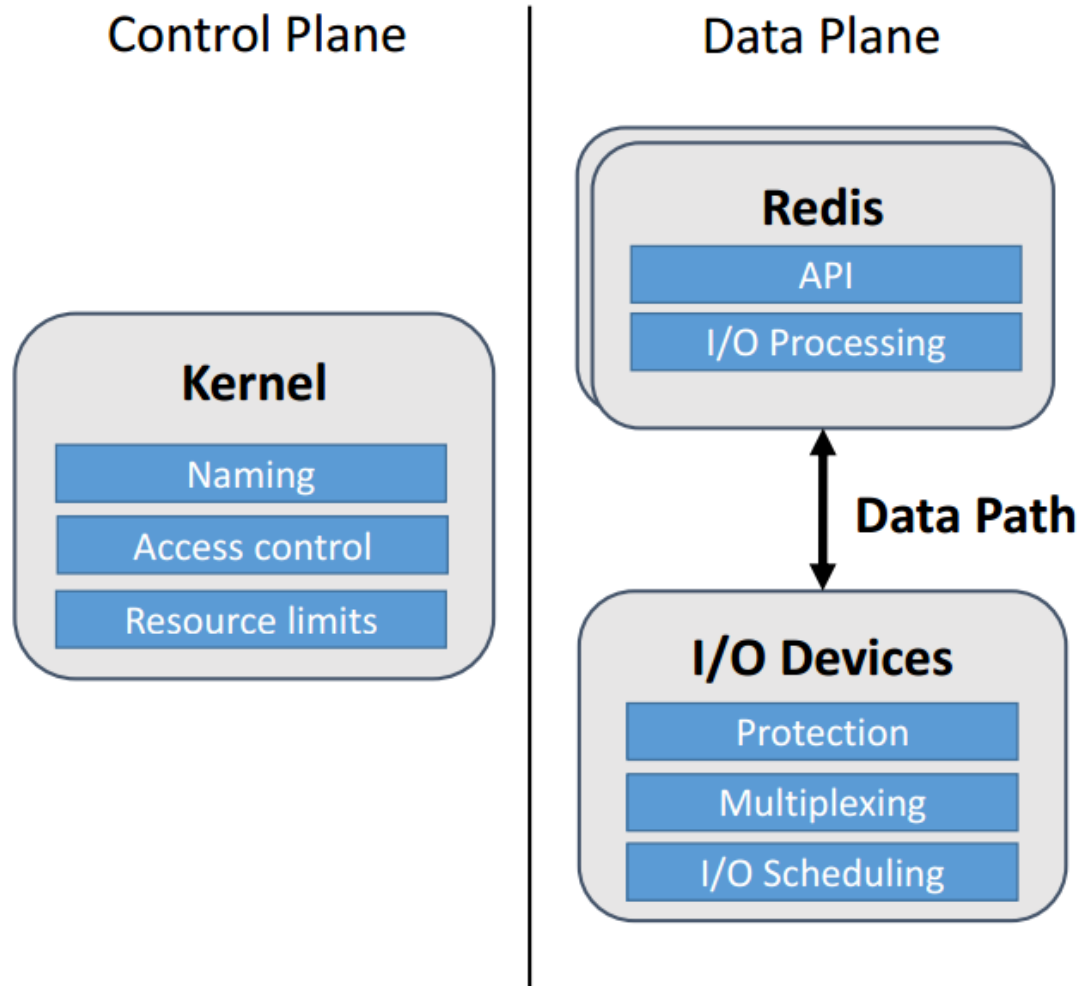 Control Plane
Data Plane
Kernel
Naming
Access control
Resource limits
Redis
API
I/O Processing
Data Path
I/O Devices
Protection
Multiplexing
I/O Scheduling